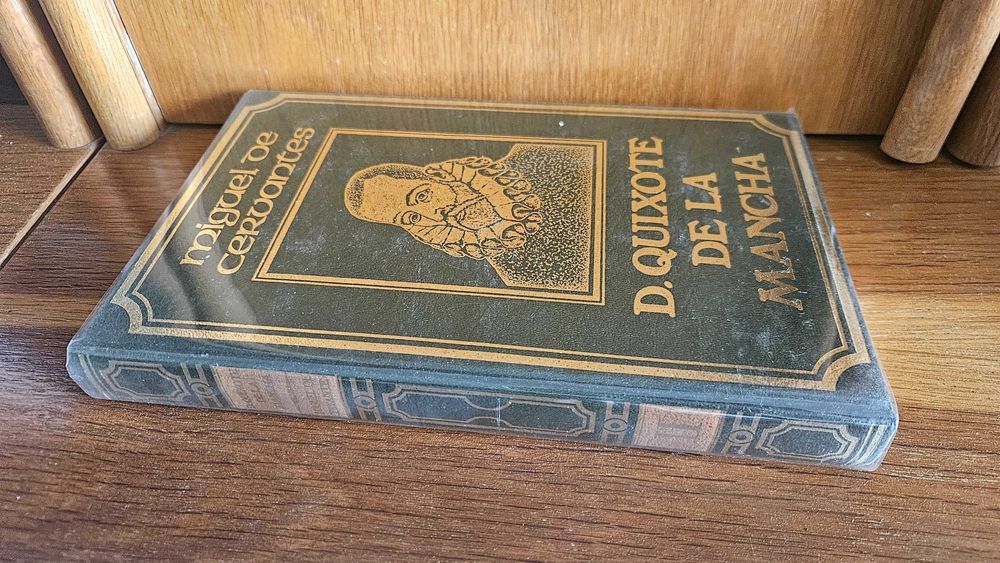 miguel de
cervantes
D. QUIXOTE
DE LA
MANCHA